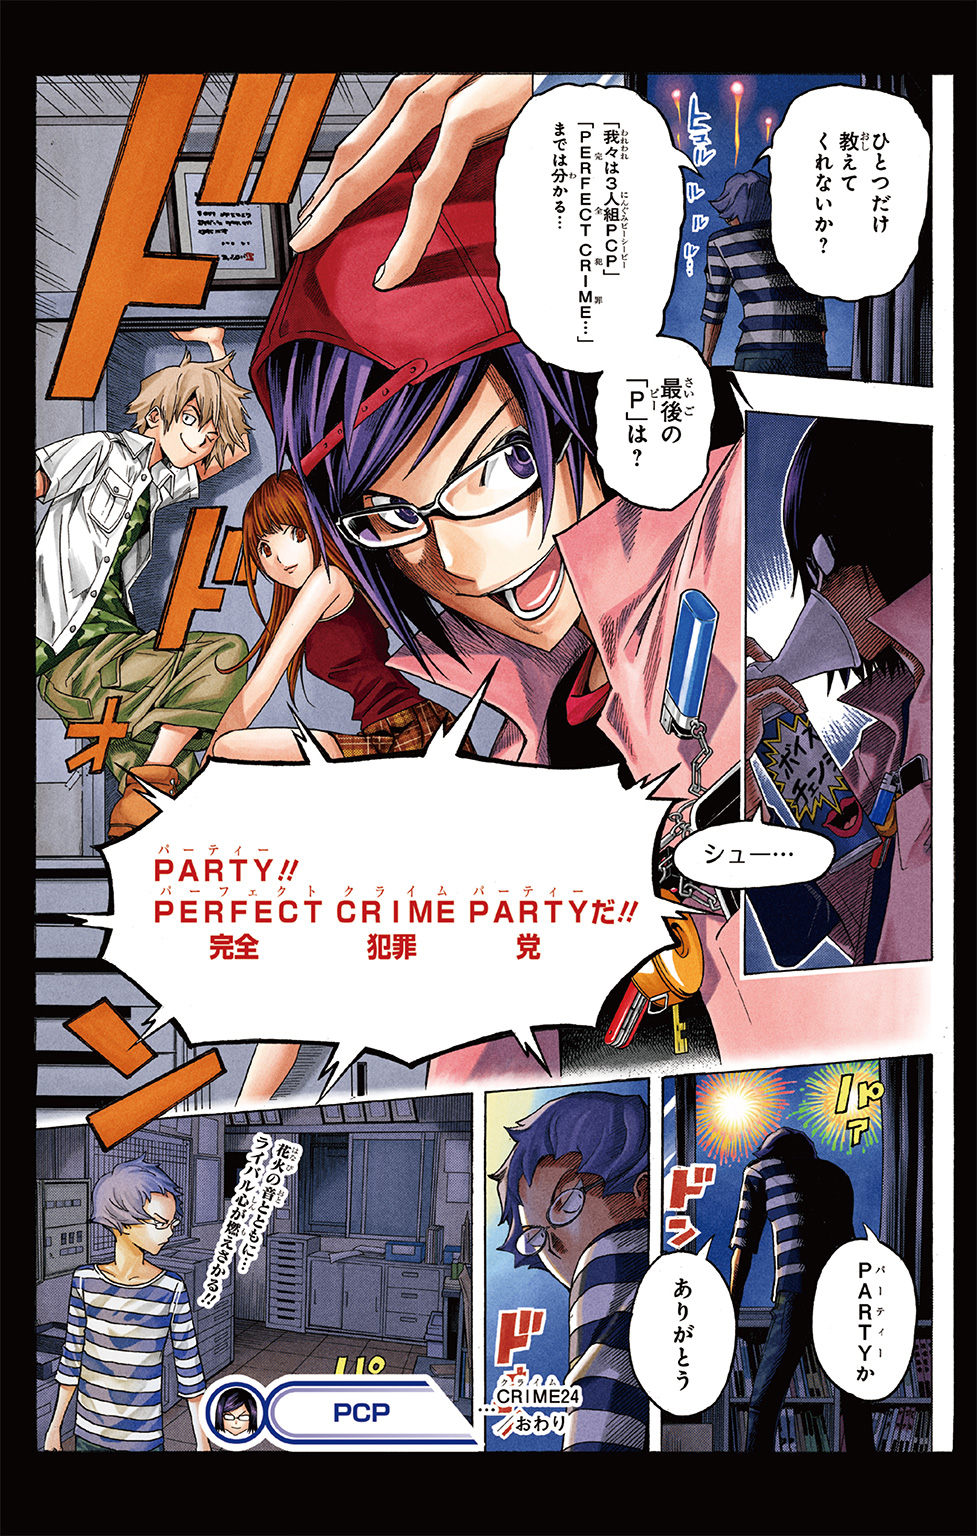 ひとつだけ
教えて
くれないか?
「我々は3人組PCP」
「PERFECT CRIME…」
までは分かる…
最後の
「P」は?
ヒュルルルルル…
ボイス
チェンジ
シュー…
ドドォン
PARTY!!
PERFECT CRIME PARTYだ!!
完全 犯罪 党
パァ
ドン
PARTYか
ありがとう
ドン
花火の音とともに…
ライバル心が燃えさかる!!
…CRIME24
おわり
PCP